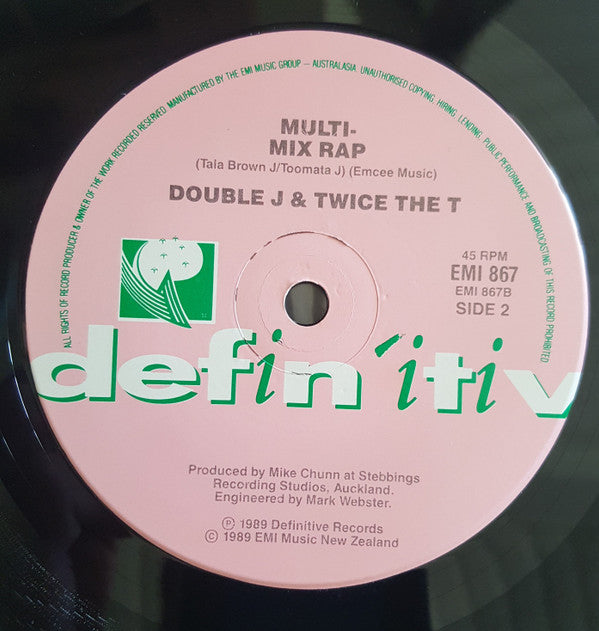 ALL RIGHTS OF RECORD PRODUCER & OWNER OF THE WORK RECORDED RESERVED. MANUFACTURED BY THE EMI MUSIC GROUP – AUSTRALASIA. UNAUTHORISED COPYING, HIRING, LENDING, PUBLIC PERFORMANCE AND BROADCASTING OF THIS RECORD PROHIBITED
MULTI-
MIX RAP
(Tala Brown J/Toomata J) (Emcee Music)
DOUBLE J & TWICE THE T
45 RPM
EMI 867
EMI 867B
SIDE 2
defin´itiv
Produced by Mike Chunn at Stebbings
Recording Studios, Auckland.
Engineered by Mark Webster.
℗ 1989 Definitive Records
© 1989 EMI Music New Zealand